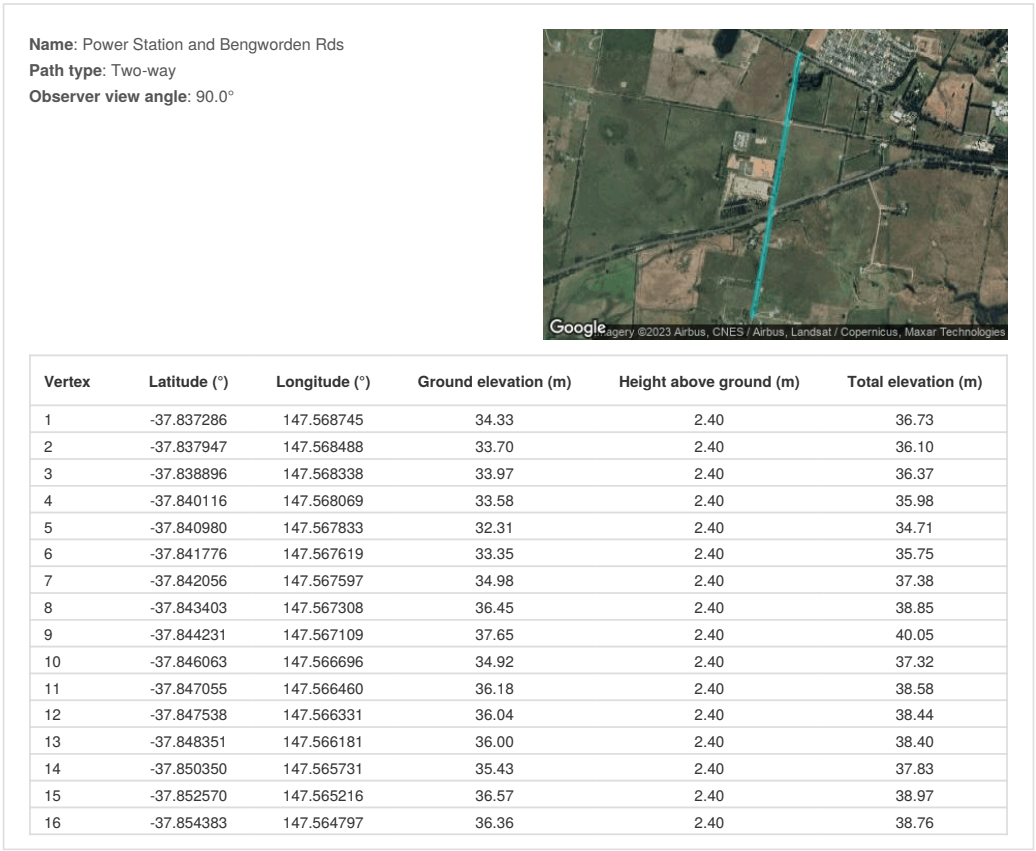 Name: Power Station and Bengworden Rds
Path type: Two-way
Observer view angle: 90.0°
Google
agery ©2023 Airbus, CNES / Airbus, Landsat / Copernicus, Maxar Technologies
Vertex Latitude (°) Longitude (°) Ground elevation (m) Height above ground (m) Total elevation (m)
1 -37.837286 147.568745 34.33 2.40 36.73
2 -37.837947 147.568488 33.70 2.40 36.10
3 -37.838896 147.568338 33.97 2.40 36.37
4 -37.840116 147.568069 33.58 2.40 35.98
5 -37.840980 147.567833 32.31 2.40 34.71
6 -37.841776 147.567619 33.35 2.40 35.75
7 -37.842056 147.567597 34.98 2.40 37.38
8 -37.843403 147.567308 36.45 2.40 38.85
9 -37.844231 147.567109 37.65 2.40 40.05
10 -37.846063 147.566696 34.92 2.40 37.32
11 -37.847055 147.566460 36.18 2.40 38.58
12 -37.847538 147.566331 36.04 2.40 38.44
13 -37.848351 147.566181 36.00 2.40 38.40
14 -37.850350 147.565731 35.43 2.40 37.83
15 -37.852570 147.565216 36.57 2.40 38.97
16 -37.854383 147.564797 36.36 2.40 38.76